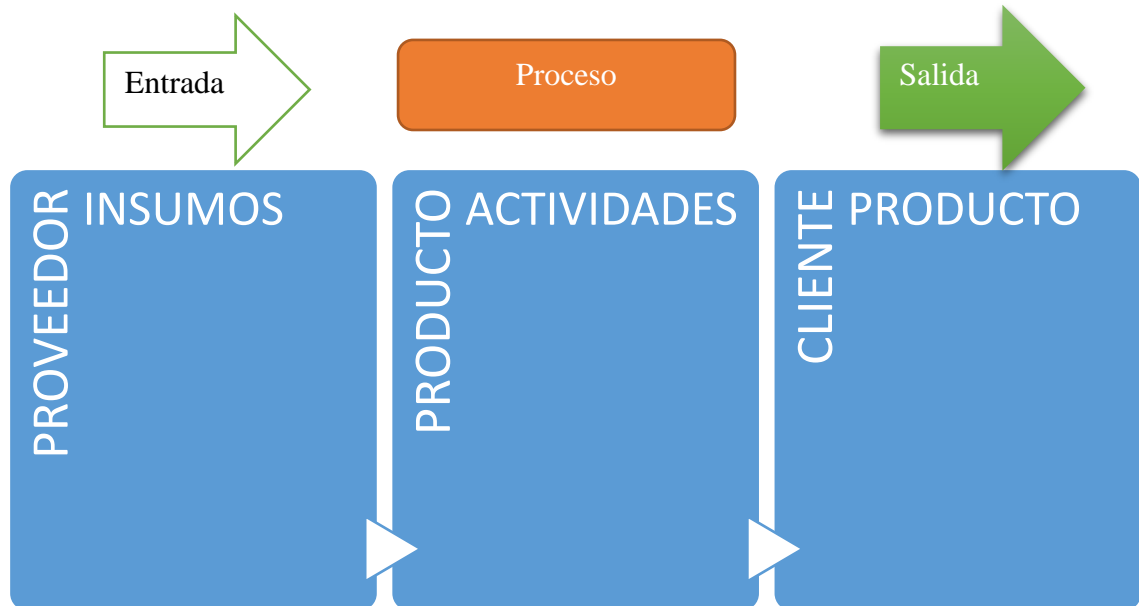 Entrada
Proceso
Salida
PROVEEDOR
INSUMOS
PRODUCTO
ACTIVIDADES
CLIENTE
PRODUCTO